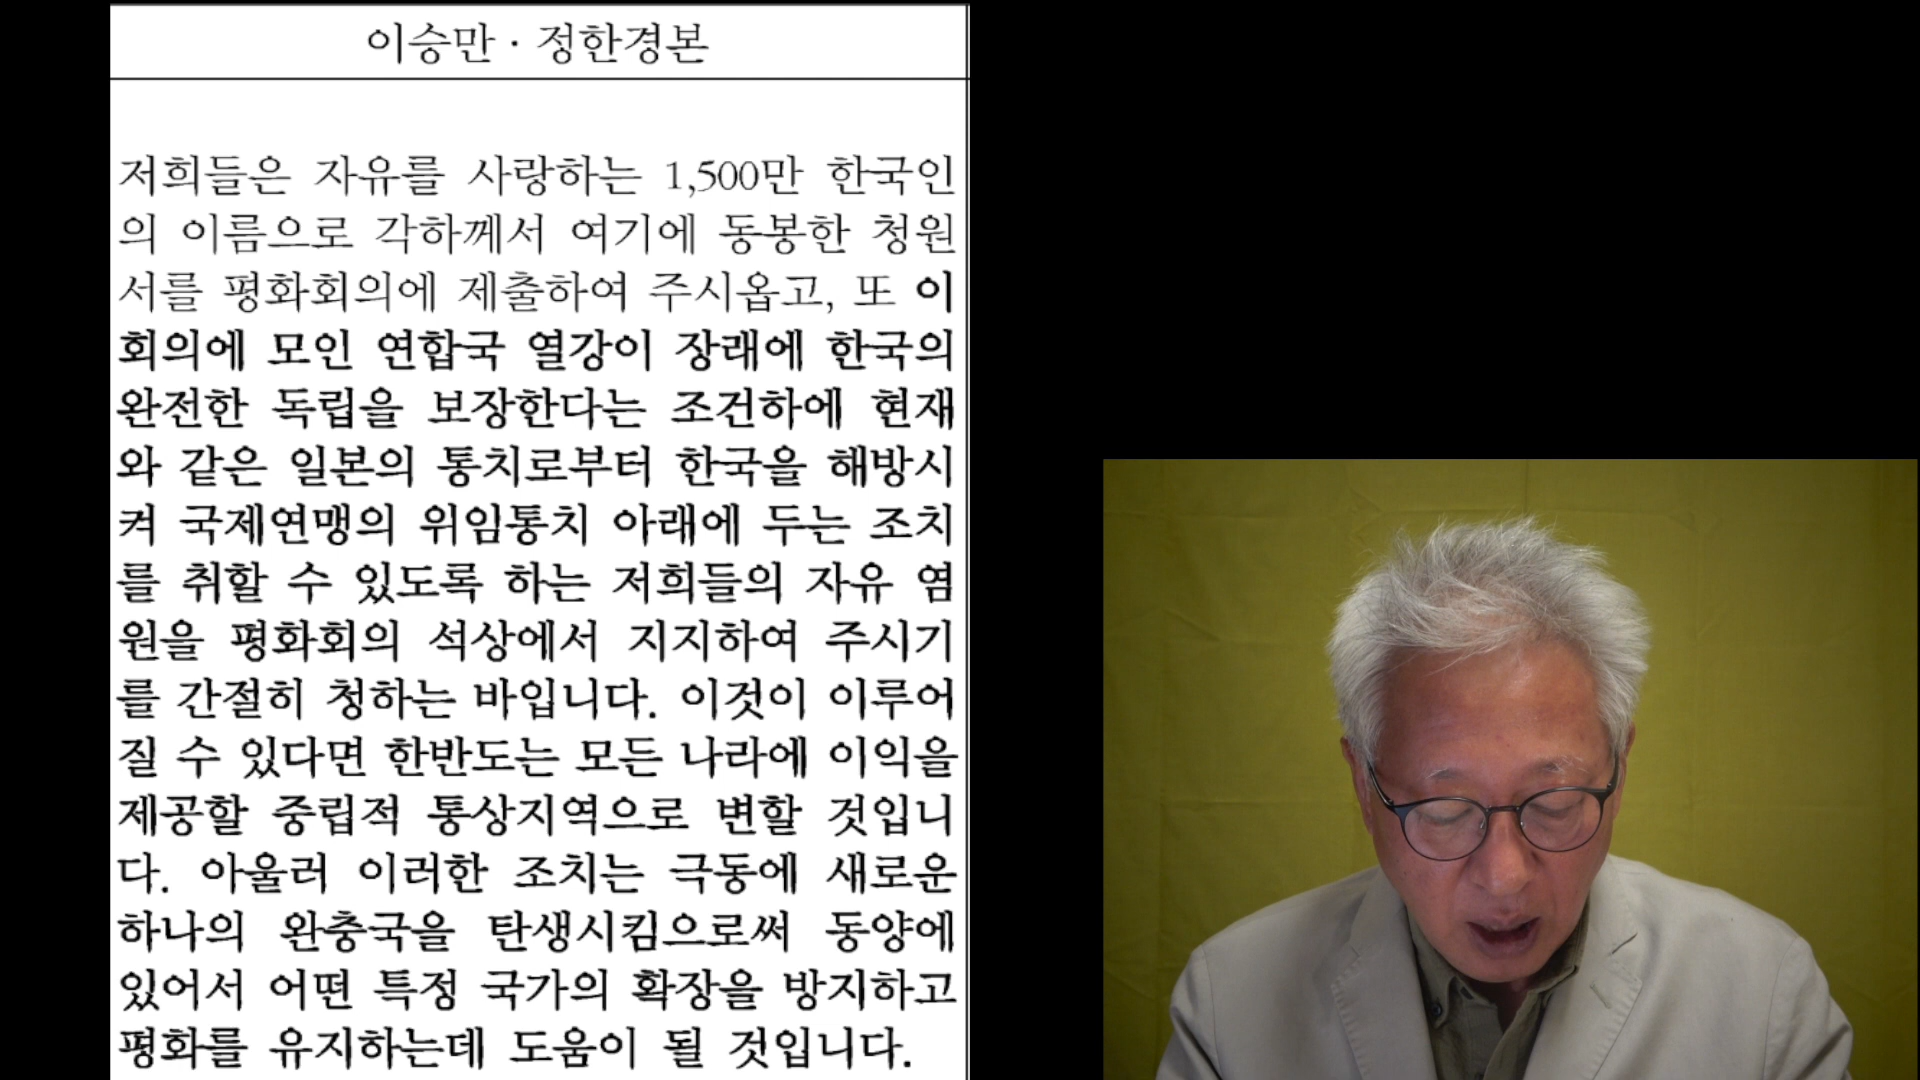 이승만·정한경본
저희들은 자유를 사랑하는 1,500만 한국인
의 이름으로 각하께서 여기에 동봉한 청원
서를 평화회의에 제출하여 주시옵고, 또 이
회의에 모인 연합국 열강이 장래에 한국의
완전한 독립을 보장한다는 조건하에 현재
와 같은 일본의 통치로부터 한국을 해방시
켜 국제연맹의 위임통치 아래에 두는 조치
를 취할 수 있도록 하는 저희들의 자유 염
원을 평화회의 석상에서 지지하여 주시기
를 간절히 청하는 바입니다. 이것이 이루어
질 수 있다면 한반도는 모든 나라에 이익을
제공할 중립적 통상지역으로 변할 것입니
다. 아울러 이러한 조치는 극동에 새로운
하나의 완충국을 탄생시킴으로써 동양에
있어서 어떤 특정 국가의 확장을 방지하고
평화를 유지하는데 도움이 될 것입니다.